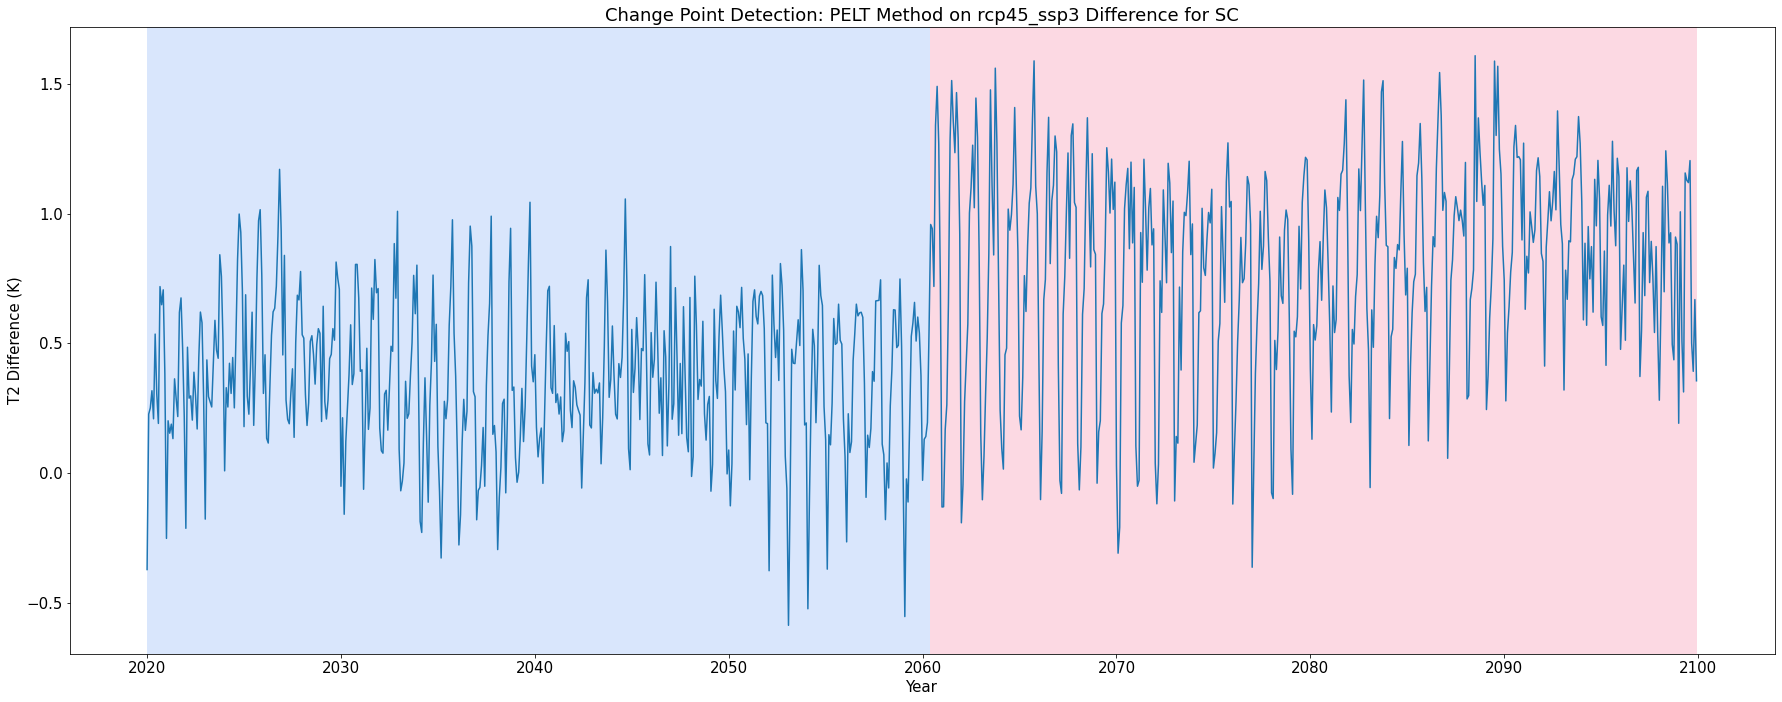 Change Point Detection: PELT Method on rcp45_ssp3 Difference for SC
1.5
1.0
0.5
0.0
−0.5
T2 Difference (K)
2020 2030 2040 2050 2060 2070 2080 2090 2100
Year